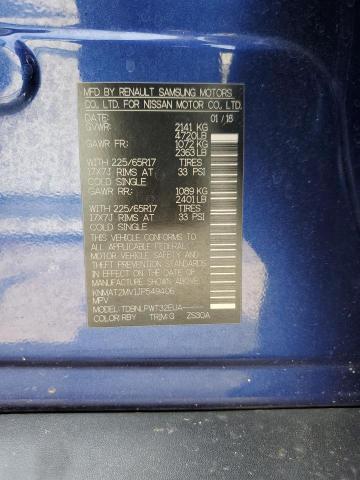 MFD BY RENAULT SAMSUNG MOTORS
CO., LTD. FOR NISSAN MOTOR CO., LTD.
DATE: 01 / 18
GVWR: 2141 KG
4720LB
GAWR FR: 1072 KG
2363 LB
WITH 225/65R17 TIRES
17X7J RIMS AT 33 PSI
COLD SINGLE
GAWR RR: 1089 KG
2401 LB
WITH 225/65R17 TIRES
17X7J RIMS AT 33 PSI
COLD SINGLE
THIS VEHICLE CONFORMS TO
ALL APPLICABLE FEDERAL
MOTOR VEHICLE SAFETY
STANDARDS IN EFFECT ON THE
DATE OF MANUFACTURE
SHOWN ABOVE.
KNMAT2MV1JP549406
MPV
MODEL: TDBNLPWT32EUA
COLOR:RBY TRIM:G ZS30A